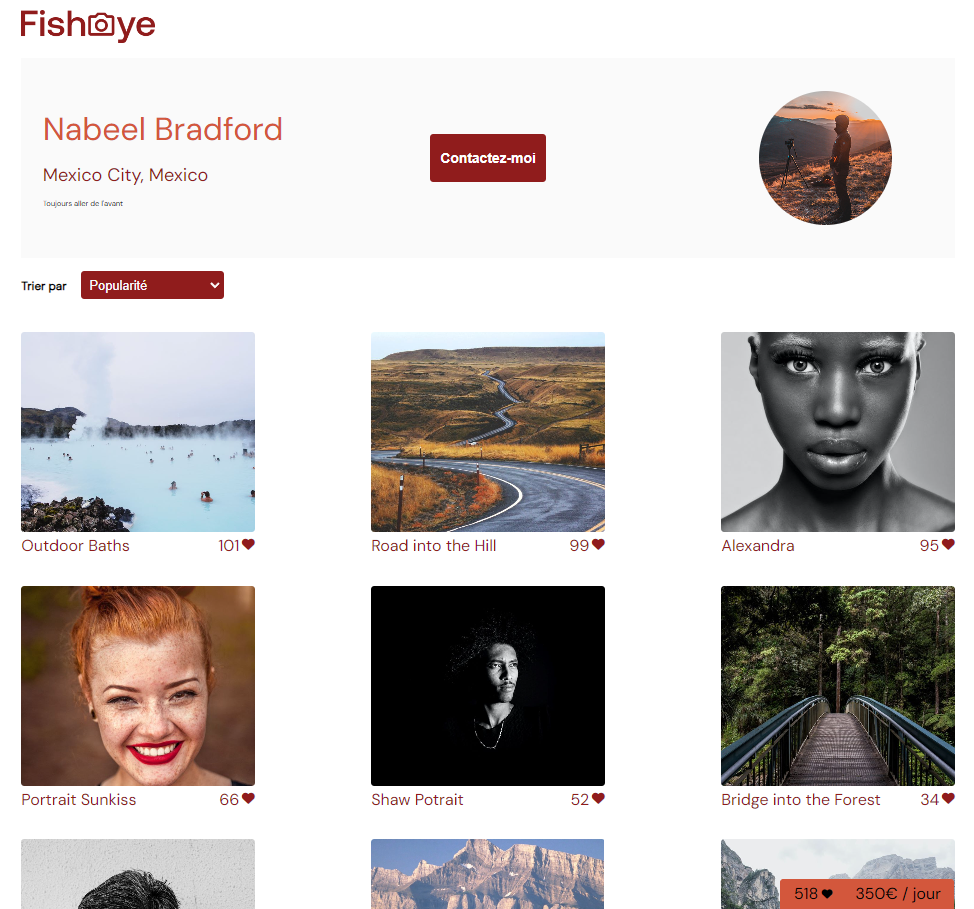 Fisheye
Nabeel Bradford
Mexico City, Mexico
Toujours aller de l'avant
Contactez-moi
Trier par
Popularité
Outdoor Baths 101
Road into the Hill 99
Alexandra 95
Portrait Sunkiss 66
Shaw Potrait 52
Bridge into the Forest 34
518 350€ / jour